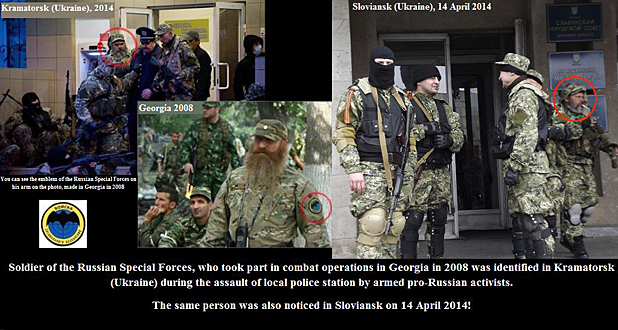 Kramatorsk (Ukraine), 2014
Sloviansk (Ukraine), 14 April 2014
Georgia 2008
You can see the emblem of the Russian Special Forces on
his arm on the photo, made in Georgia in 2008
Soldier of the Russian Special Forces, who took part in combat operations in Georgia in 2008 was identified in Kramatorsk
(Ukraine) during the assault of local police station by armed pro-Russian activists.
The same person was also noticed in Sloviansk on 14 April 2014!